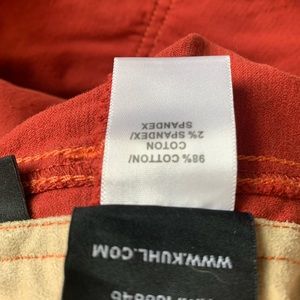 98% COTTON/
2% SPANDEX/
COTON
SPANDEX
WWW.KUHL.COM